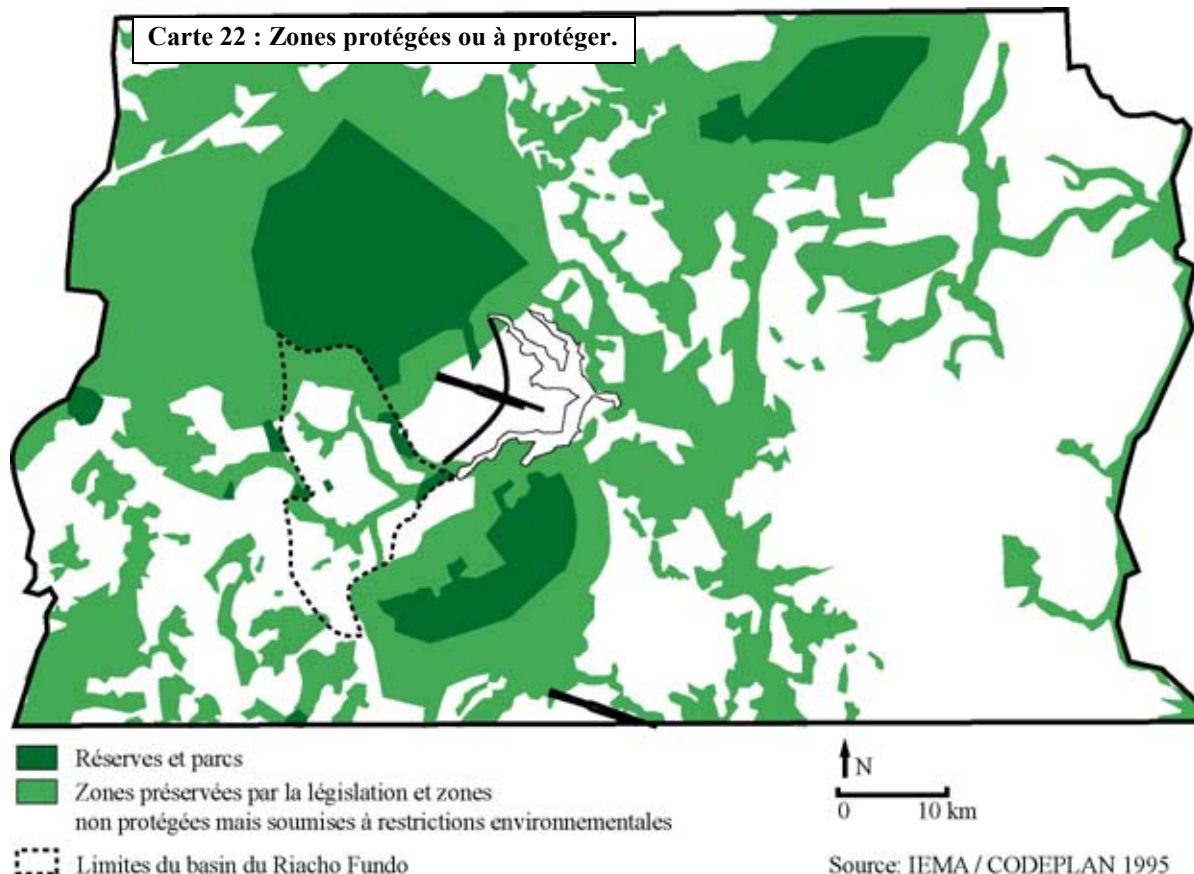 Carte 22 : Zones protégées ou à protéger.
Réserves et parcs
Zones préservées par la législation et zones
non protégées mais soumises à restrictions environnementales
Limites du basin du Riacho Fundo
N
0 10 km
Source: IEMA / CODEPLAN 1995